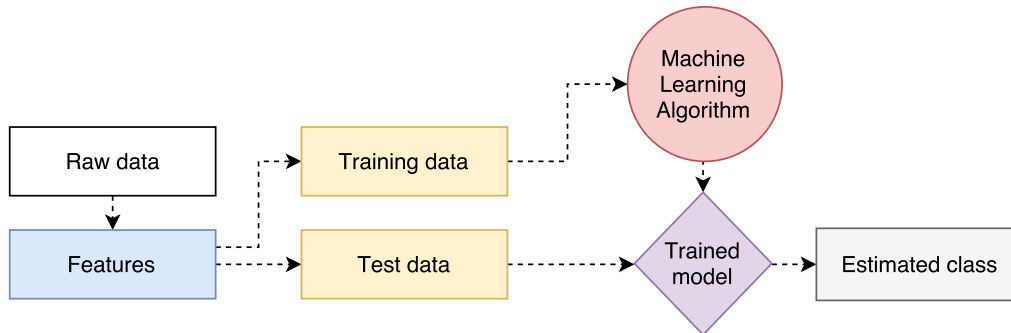 Raw data
Features
Training data
Test data
Machine
Learning
Algorithm
Trained
model
Estimated class